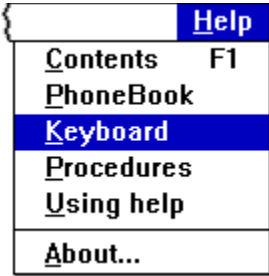 Help
Contents F1
PhoneBook
Keyboard
Procedures
Using help
About...